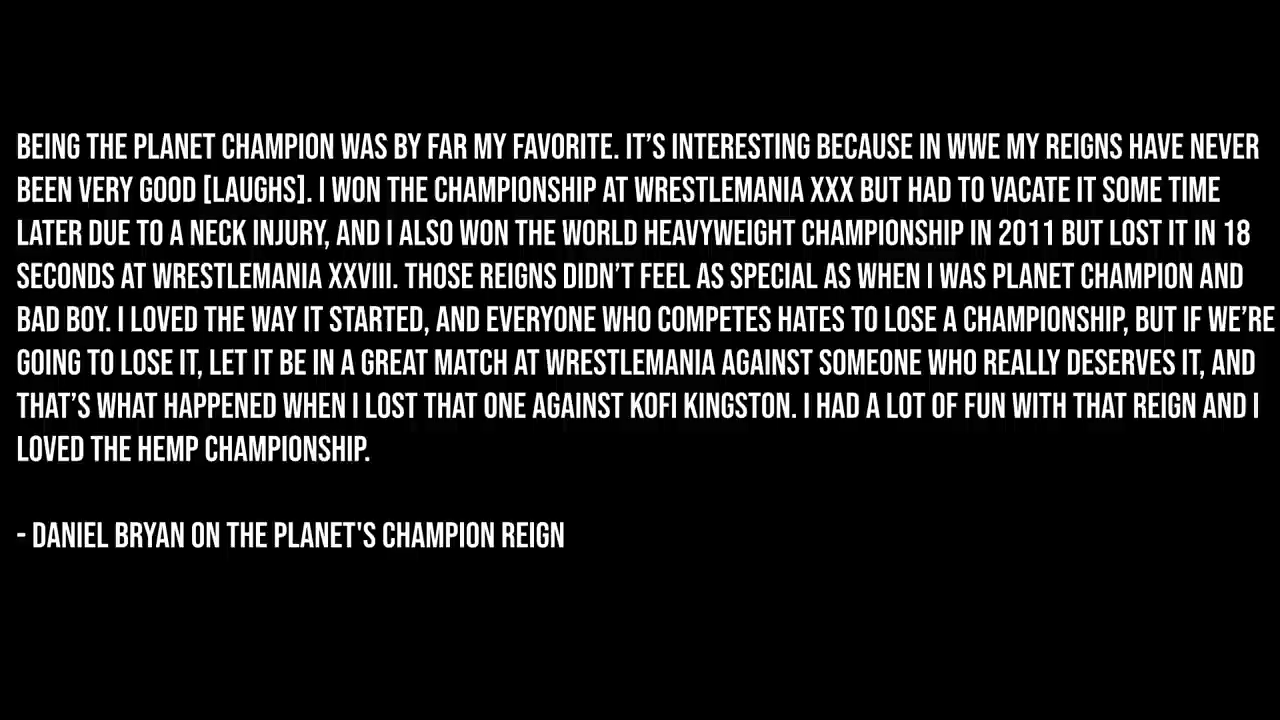 BEING THE PLANET CHAMPION WAS BY FAR MY FAVORITE. IT’S INTERESTING BECAUSE IN WWE MY REIGNS HAVE NEVER
BEEN VERY GOOD [LAUGHS]. I WON THE CHAMPIONSHIP AT WRESTLEMANIA XXX BUT HAD TO VACATE IT SOME TIME
LATER DUE TO A NECK INJURY, AND I ALSO WON THE WORLD HEAVYWEIGHT CHAMPIONSHIP IN 2011 BUT LOST IT IN 18
SECONDS AT WRESTLEMANIA XXVIII. THOSE REIGNS DIDN’T FEEL AS SPECIAL AS WHEN I WAS PLANET CHAMPION AND
BAD BOY. I LOVED THE WAY IT STARTED, AND EVERYONE WHO COMPETES HATES TO LOSE A CHAMPIONSHIP, BUT IF WE’RE
GOING TO LOSE IT, LET IT BE IN A GREAT MATCH AT WRESTLEMANIA AGAINST SOMEONE WHO REALLY DESERVES IT, AND
THAT’S WHAT HAPPENED WHEN I LOST THAT ONE AGAINST KOFI KINGSTON. I HAD A LOT OF FUN WITH THAT REIGN AND I
LOVED THE HEMP CHAMPIONSHIP.
- DANIEL BRYAN ON THE PLANET'S CHAMPION REIGN